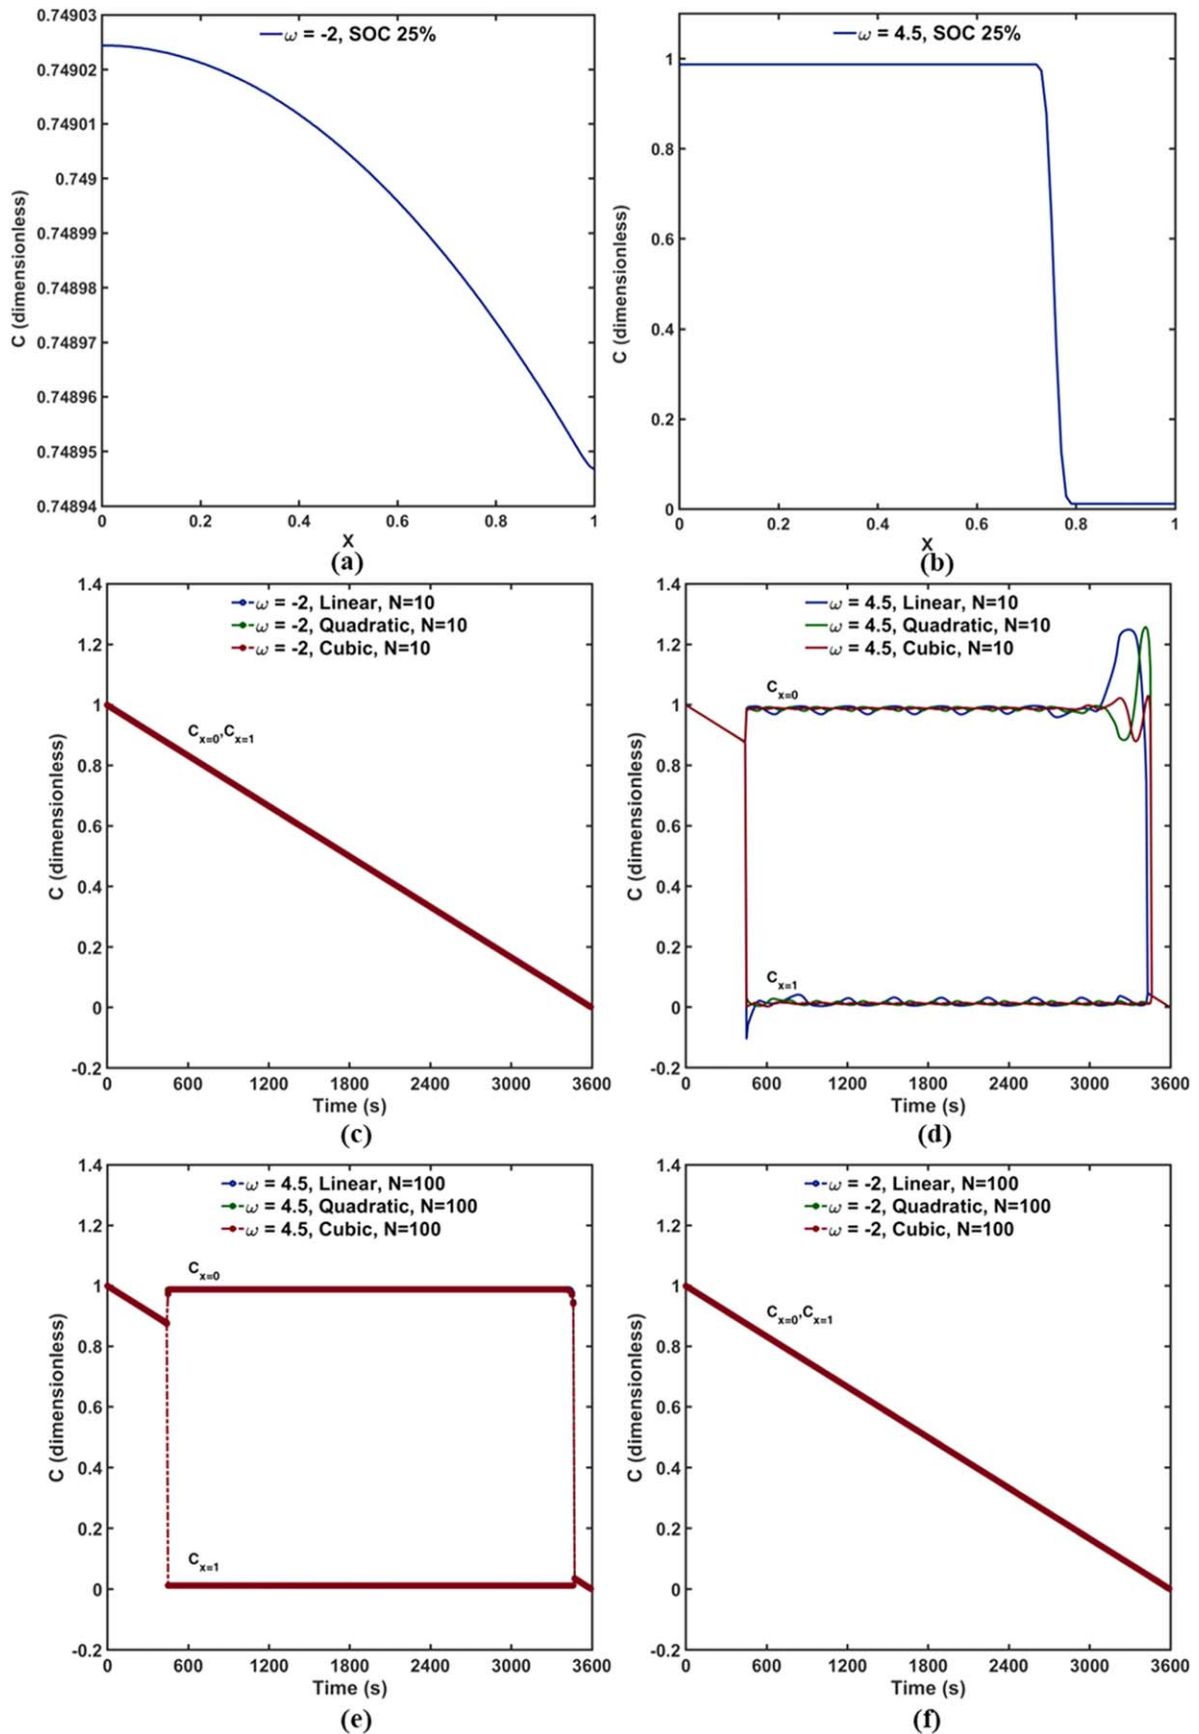 0.74903
ω = -2, SOC 25%
0.74902
0.74901
0.749
0.74899
0.74898
0.74897
0.74896
0.74895
0.74894
C (dimensionless)
0 0.2 0.4 0.6 0.8 1
X
(a)
ω = 4.5, SOC 25%
1
0.8
0.6
0.4
0.2
0
C (dimensionless)
0 0.2 0.4 0.6 0.8 1
X
(b)
1.4
1.2
1
0.8
0.6
0.4
0.2
0
-0.2
C (dimensionless)
ω = -2, Linear, N=10
ω = -2, Quadratic, N=10
ω = -2, Cubic, N=10
Cx=0,Cx=1
0 600 1200 1800 2400 3000 3600
Time (s)
(c)
1.4
1.2
1
0.8
0.6
0.4
0.2
0
-0.2
C (dimensionless)
ω = 4.5, Linear, N=10
ω = 4.5, Quadratic, N=10
ω = 4.5, Cubic, N=10
Cx=0
Cx=1
0 600 1200 1800 2400 3000 3600
Time (s)
(d)
1.4
1.2
1
0.8
0.6
0.4
0.2
0
-0.2
C (dimensionless)
ω = 4.5, Linear, N=100
ω = 4.5, Quadratic, N=100
ω = 4.5, Cubic, N=100
Cx=0
Cx=1
0 600 1200 1800 2400 3000 3600
Time (s)
(e)
1.4
1.2
1
0.8
0.6
0.4
0.2
0
-0.2
C (dimensionless)
ω = -2, Linear, N=100
ω = -2, Quadratic, N=100
ω = -2, Cubic, N=100
Cx=0,Cx=1
0 600 1200 1800 2400 3000 3600
Time (s)
(f)